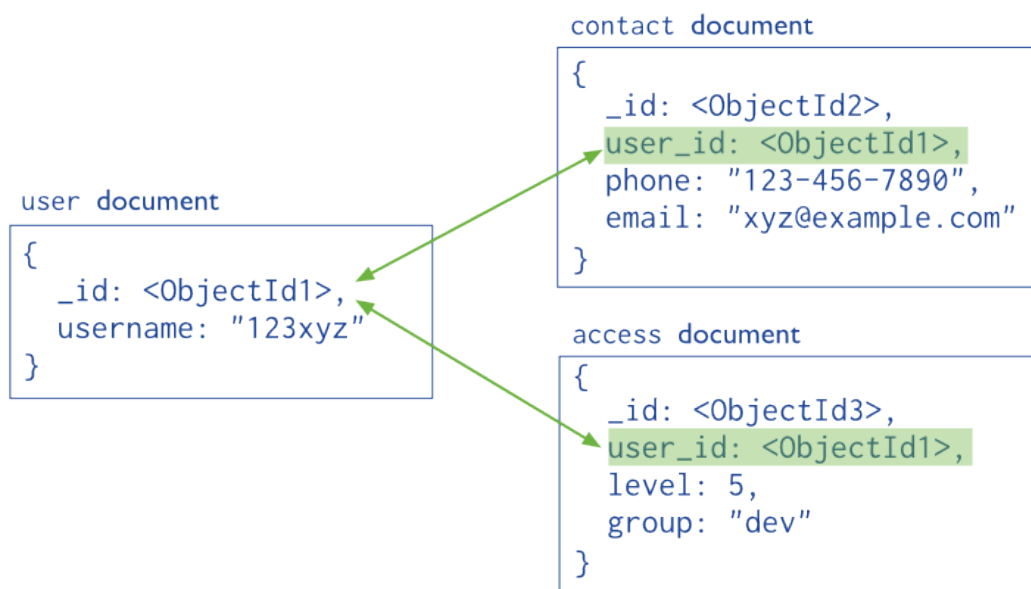 contact document
{
_id: <ObjectId2>,
user_id: <ObjectId1>,
phone: "123-456-7890",
email: "xyz@example.com"
}
user document
{
_id: <ObjectId1>,
username: "123xyz"
}
access document
{
_id: <ObjectId3>,
user_id: <ObjectId1>,
level: 5,
group: "dev"
}